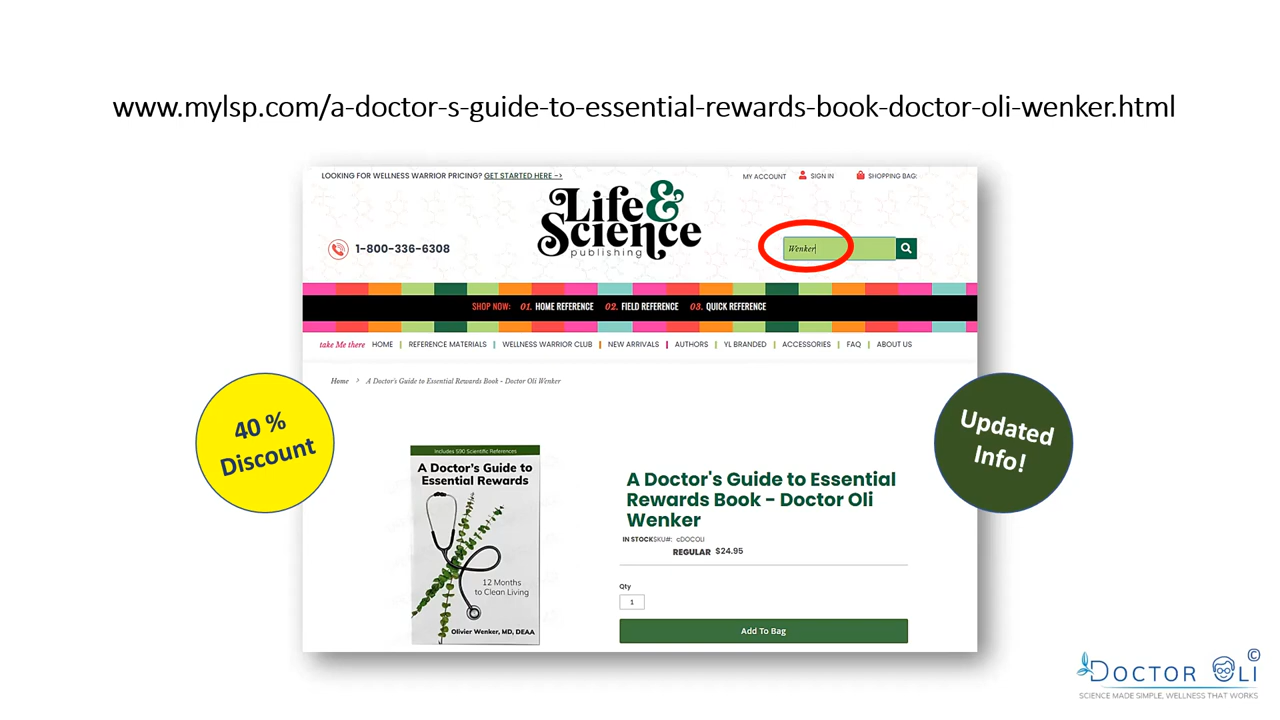 www.mylsp.com/a-doctor-s-guide-to-essential-rewards-book-doctor-oli-wenker.html
LOOKING FOR WELLNESS WARRIOR PRICING? GET STARTED HERE ->
MY ACCOUNT SIGN IN SHOPPING BAG:
Life &
Science
publishing
1-800-336-6308
Wenker
SHOP NOW: 01. HOME REFERENCE 02. FIELD REFERENCE 03. QUICK REFERENCE
take Me there HOME | REFERENCE MATERIALS | WELLNESS WARRIOR CLUB | NEW ARRIVALS | AUTHORS | YL BRANDED | ACCESSORIES | FAQ | ABOUT US
Home > A Doctor's Guide to Essential Rewards Book - Doctor Oli Wenker
40 %
Discount
Updated
Info!
Includes 590 Scientific References
A Doctor's Guide to
Essential Rewards
12 Months
to Clean Living
Olivier Wenker, MD, DEAA
A Doctor's Guide to Essential
Rewards Book - Doctor Oli
Wenker
IN STOCKSKU#: cDOCOLI
REGULAR $24.95
Qty
1
Add To Bag
©
DOCTOR OLI
SCIENCE MADE SIMPLE, WELLNESS THAT WORKS